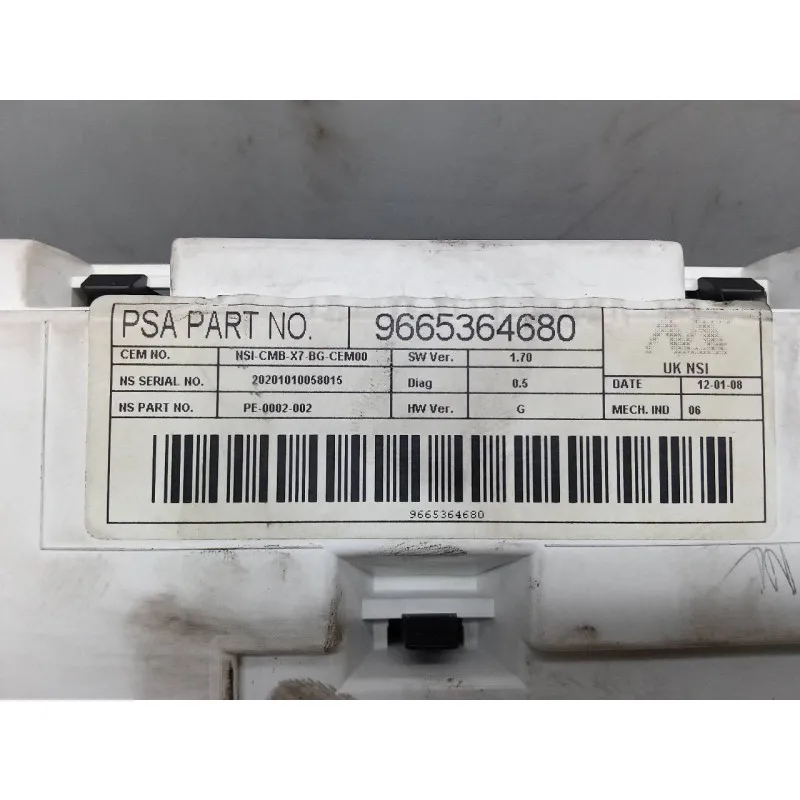 PSA PART NO. 9665364680
CEM NO. NSI-CMB-X7-BG-CEM00 SW Ver. 1.70 UK NSI
NS SERIAL NO. 20201010058015 Diag 0.5 DATE 12-01-08
NS PART NO. PE-0002-002 HW Ver. G MECH. IND 06
9665364680